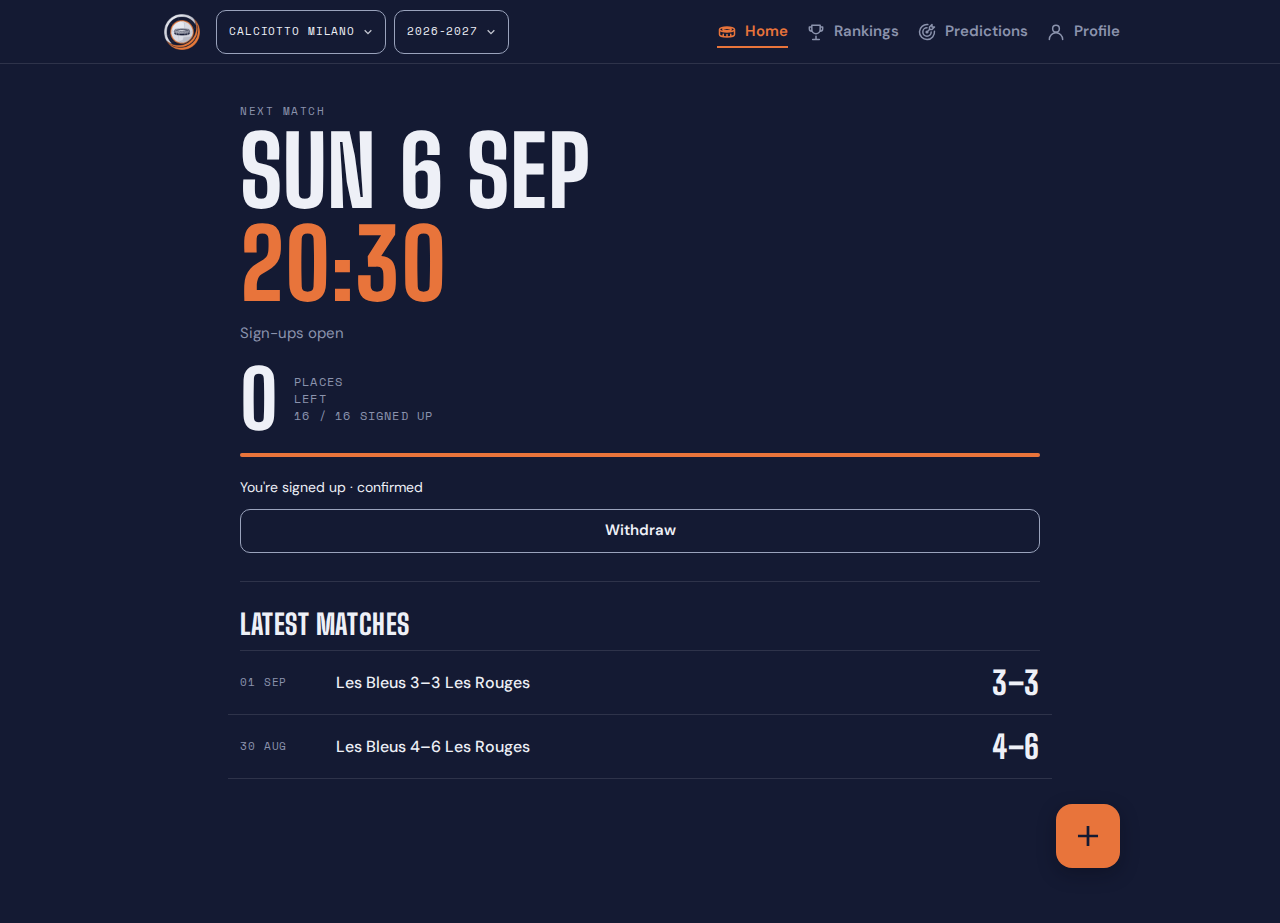 CALCIOTTO MILANO
2026-2027
Home
Rankings
Predictions
Profile
NEXT MATCH
SUN 6 SEP
20:30
Sign-ups open
0
PLACES
LEFT
16 / 16 SIGNED UP
You're signed up · confirmed
Withdraw
LATEST MATCHES
01 SEP
Les Bleus 3–3 Les Rouges
3–3
30 AUG
Les Bleus 4–6 Les Rouges
4–6